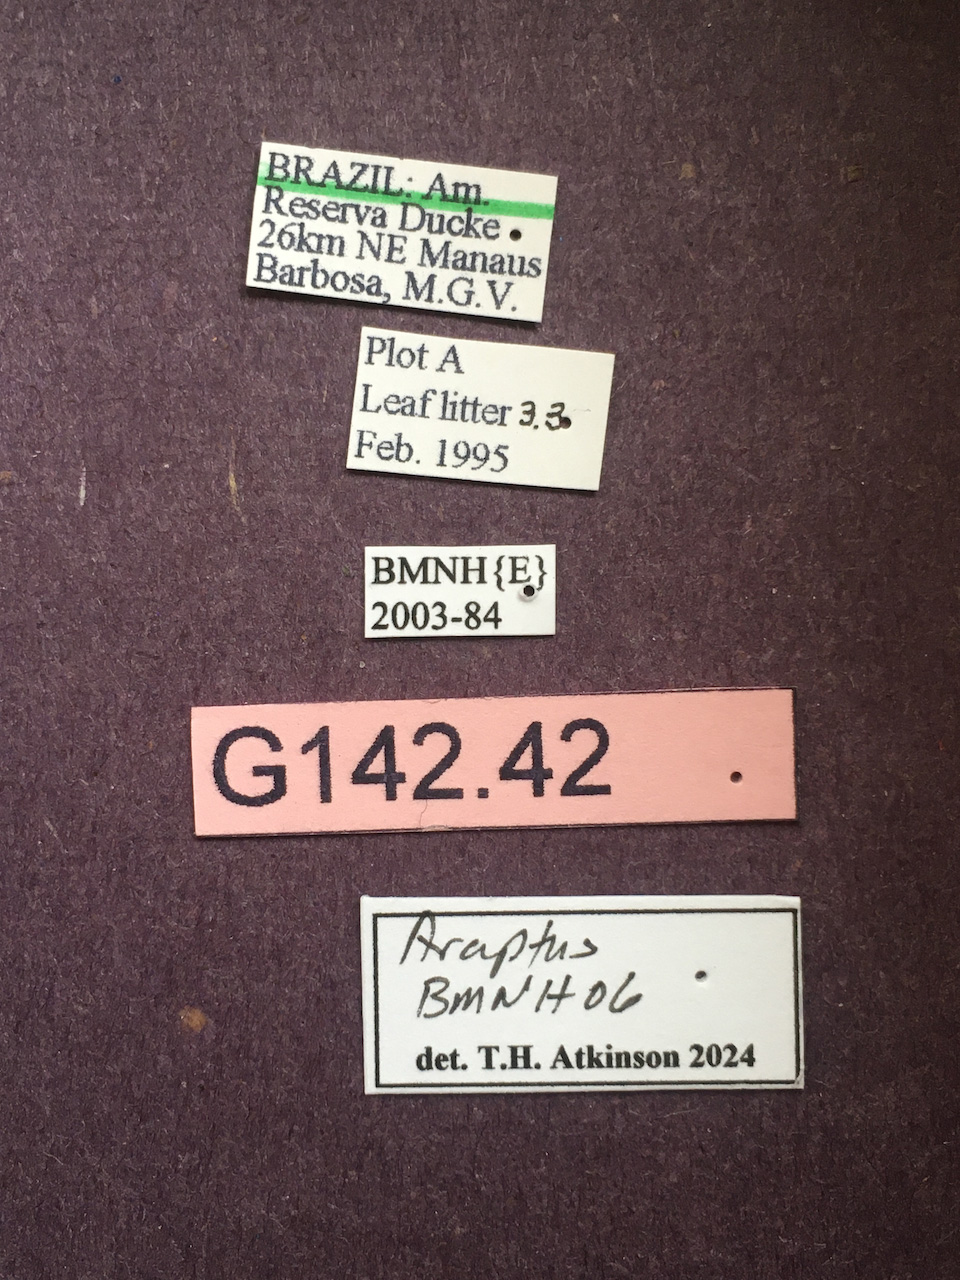 BRAZIL: Am.
Reserva Ducke
26km NE Manaus
Barbosa, M.G.V.
Plot A
Leaf litter 3.3
Feb. 1995
BMNH{E}
2003-84
G142.42
Araptus
BMNH06
det. T.H. Atkinson 2024